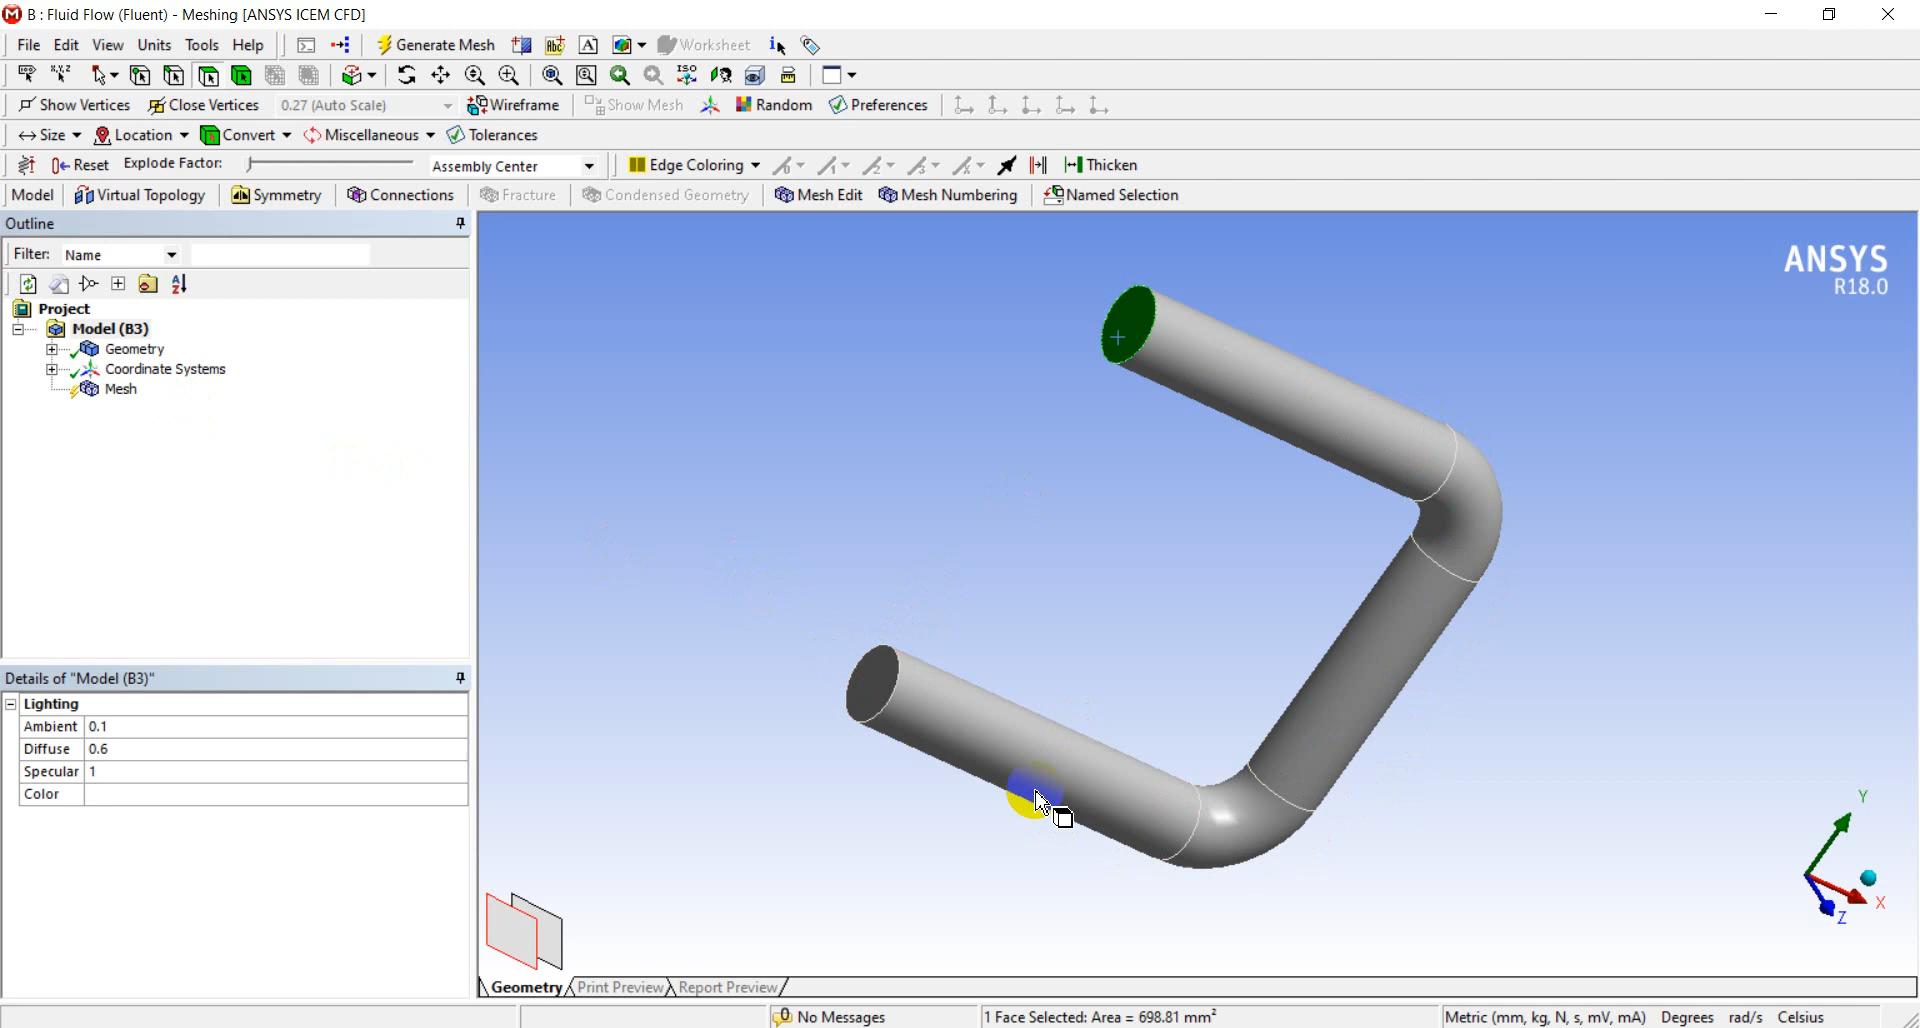 B : Fluid Flow (Fluent) - Meshing [ANSYS ICEM CFD]
File Edit View Units Tools Help Generate Mesh Worksheet
ISO
Show Vertices Close Vertices 0.27 (Auto Scale) Wireframe Show Mesh Random Preferences
Size Location Convert Miscellaneous Tolerances
Reset Explode Factor: Assembly Center Edge Coloring Thicken
Model Virtual Topology Symmetry Connections Fracture Condensed Geometry Mesh Edit Mesh Numbering Named Selection
Outline
Filter: Name
Project
Model (B3)
Geometry
Coordinate Systems
Mesh
Details of "Model (B3)"
Lighting
Ambient 0.1
Diffuse 0.6
Specular 1
Color
ANSYS
R18.0
Y
X
Z
Geometry Print Preview Report Preview
No Messages 1 Face Selected: Area = 698.81 mm² Metric (mm, kg, N, s, mV, mA) Degrees rad/s Celsius